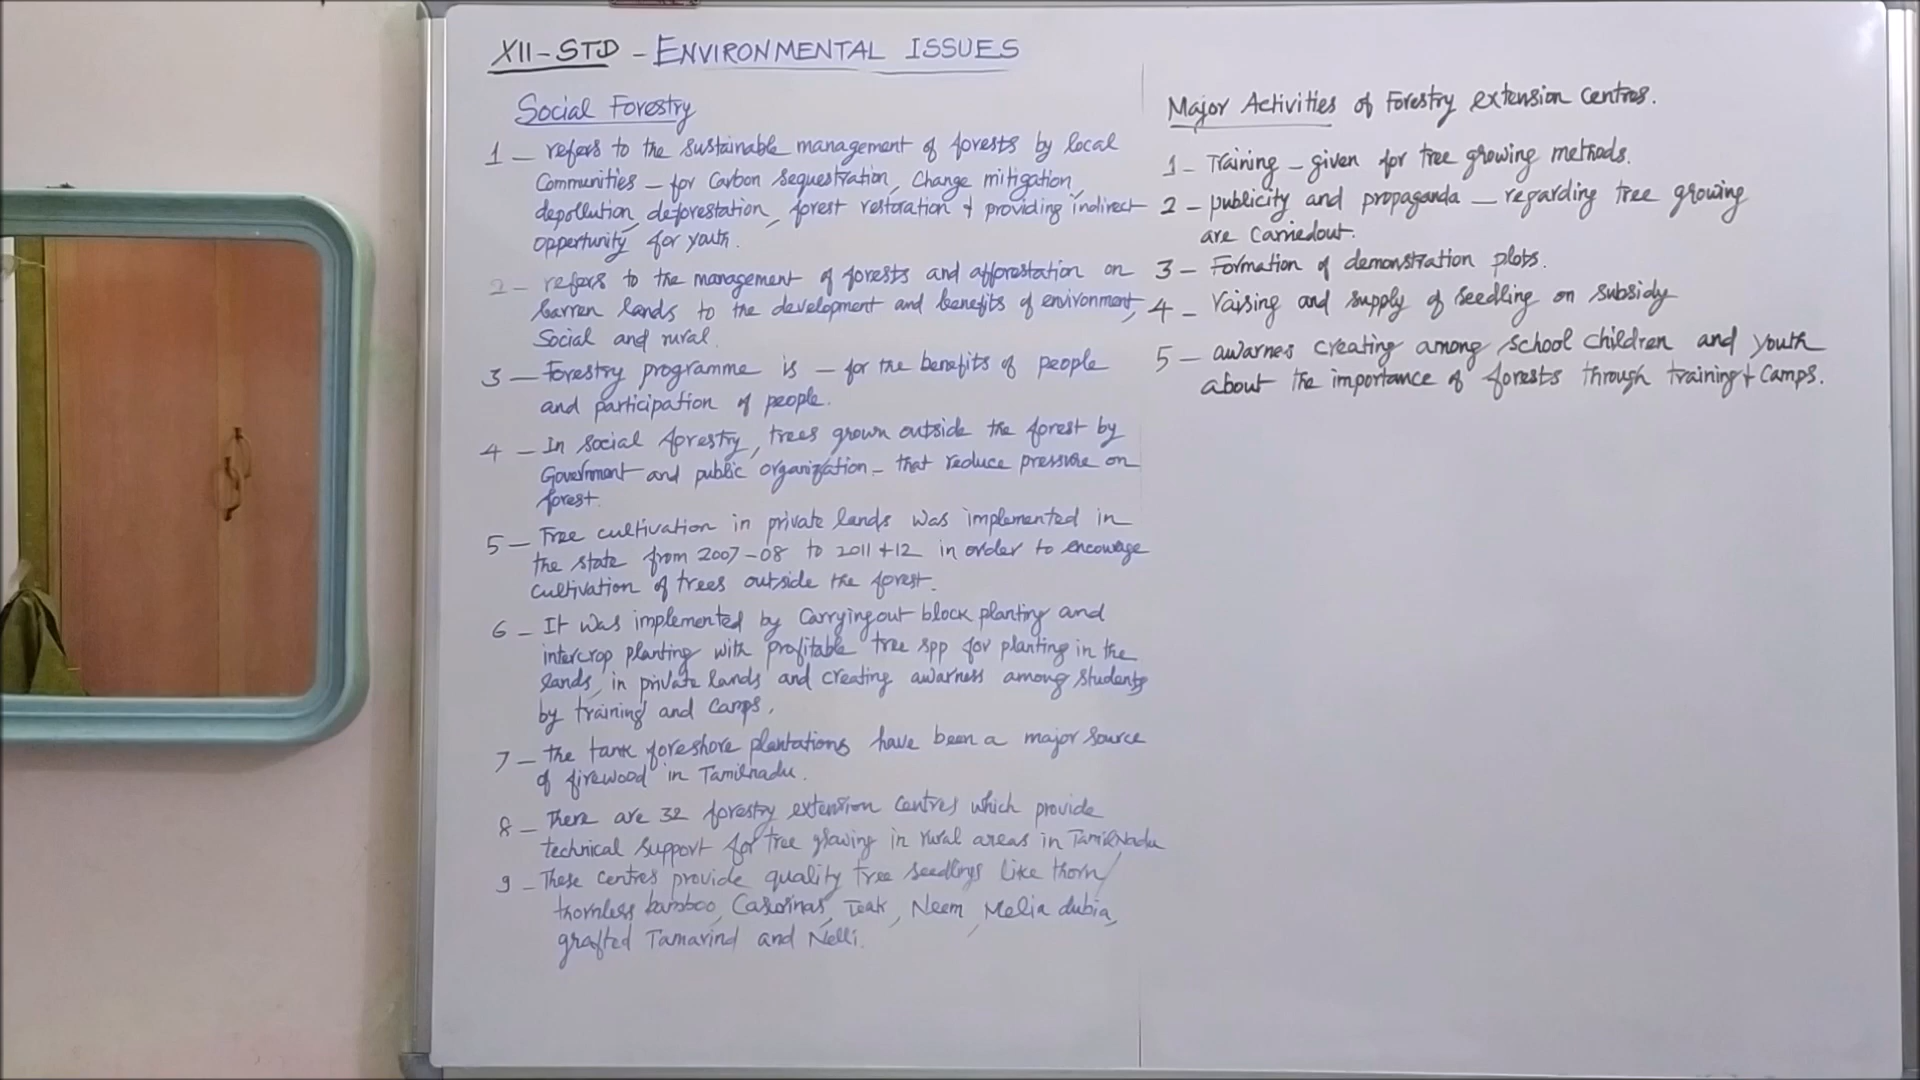 XII-STD - ENVIRONMENTAL ISSUES
Social Forestry
1 - refers to the sustainable management of forests by local
Communities - for Carbon sequestration, Change mitigation,
depollution, deforestation, forest restoration + providing indirect
opportunity for youth.
2 - refers to the management of forests and afforestation on
barren lands to the development and benefits of environment,
Social and rural.
3 - Forestry programme is - for the benefits of people
and participation of people.
4 - In social forestry, trees grown outside the forest by
Government and public organization - that reduce pressure on
forest.
5 - Tree cultivation in private lands was implemented in
the state from 2007-08 to 2011+12 in order to encourage
cultivation of trees outside the forest.
6 - It was implemented by Carryingout block planting and
intercrop planting with profitable tree spp for planting in the
lands, in private lands and creating awarness among students
by training and Camps.
7 - The tank foreshore plantations have been a major source
of firewood in Tamilnadu.
8 - There are 32 forestry extension Centres which provide
technical support for tree growing in rural areas in TamilNadu
9 - These centres provide quality tree seedlings like thorn/
thornless bamboo, Casuarinas, Teak, Neem, Melia dubia,
grafted Tamarind and Nelli.
Major Activities of Forestry extension Centres.
1 - Training - given for tree growing methods.
2 - publicity and propaganda - regarding tree growing
are Carriedout.
3 - Formation of demonstration plots.
4 - raising and supply of seedling on subsidy
5 - awarnes creating among school children and youth
about the importance of forests through training + Camps.